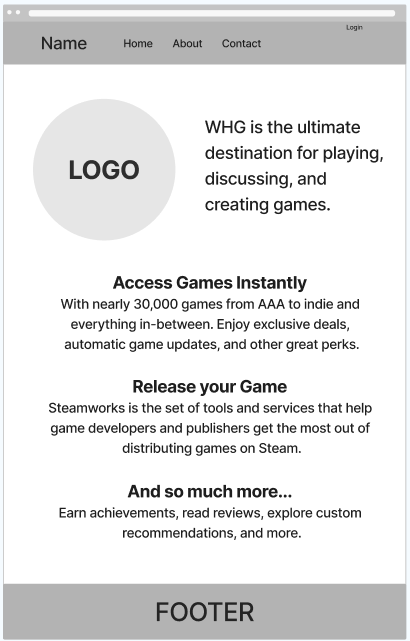 Login
Name Home About Contact
LOGO
WHG is the ultimate
destination for playing,
discussing, and
creating games.
Access Games Instantly
With nearly 30,000 games from AAA to indie and
everything in-between. Enjoy exclusive deals,
automatic game updates, and other great perks.
Release your Game
Steamworks is the set of tools and services that help
game developers and publishers get the most out of
distributing games on Steam.
And so much more...
Earn achievements, read reviews, explore custom
recommendations, and more.
FOOTER